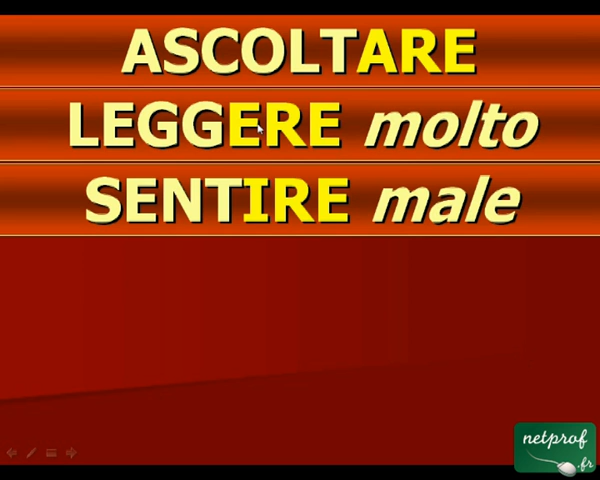 ASCOLTARE
LEGGERE molto
SENTIRE male
netprof
.fr